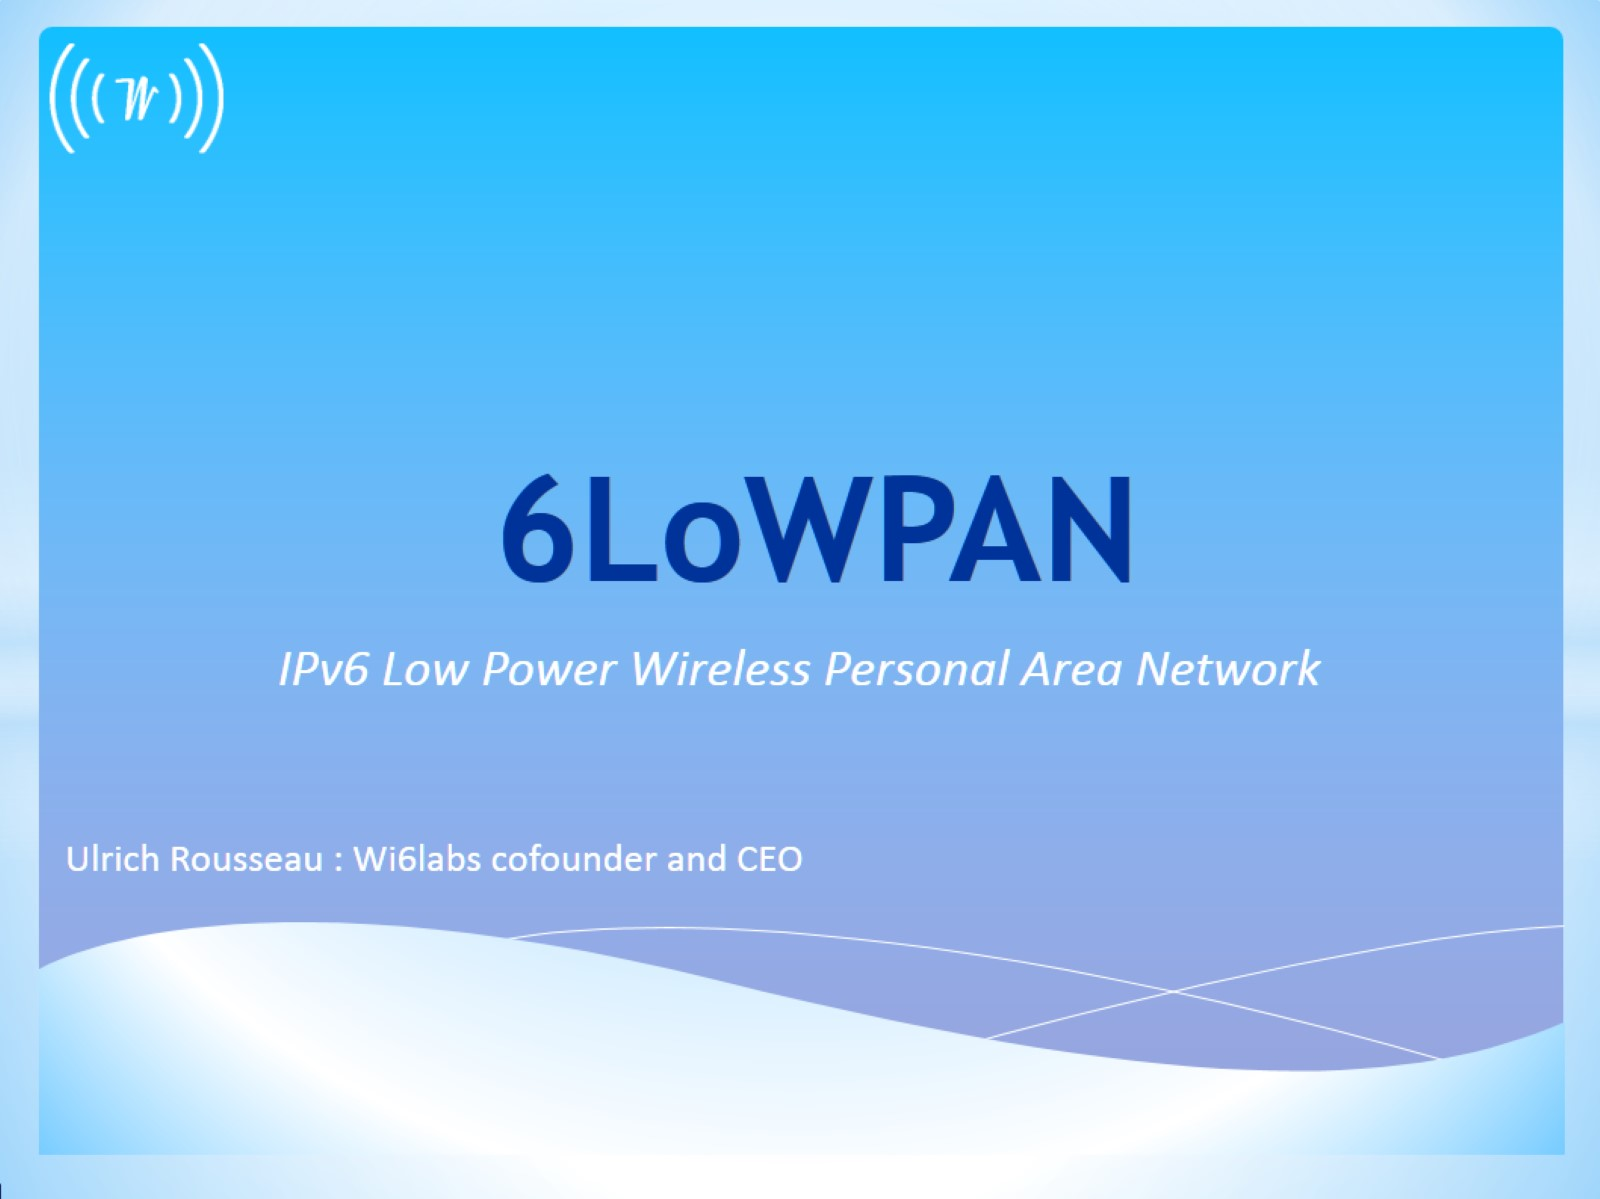 W
6LoWPAN
IPv6 Low Power Wireless Personal Area Network
Ulrich Rousseau : Wi6labs cofounder and CEO